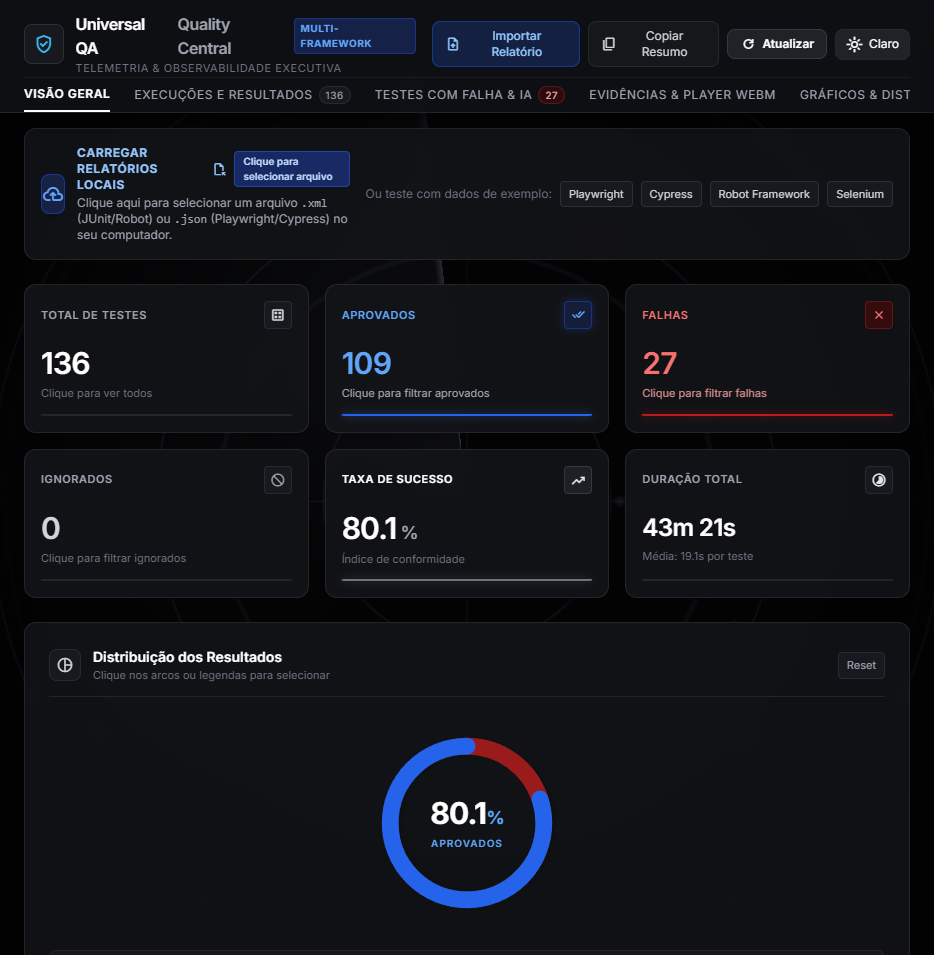 Universal QA
Quality Central
MULTI-FRAMEWORK
TELEMETRIA & OBSERVABILIDADE EXECUTIVA
Importar Relatório
Copiar Resumo
Atualizar
Claro
VISÃO GERAL
EXECUÇÕES E RESULTADOS 136
TESTES COM FALHA & IA 27
EVIDÊNCIAS & PLAYER WEBM
GRÁFICOS & DIST
CARREGAR
RELATÓRIOS
LOCAIS
Clique para
selecionar arquivo
Clique aqui para selecionar um arquivo .xml
(JUnit/Robot) ou .json (Playwright/Cypress) no
seu computador.
Ou teste com dados de exemplo:
Playwright
Cypress
Robot Framework
Selenium
TOTAL DE TESTES
136
Clique para ver todos
APROVADOS
109
Clique para filtrar aprovados
FALHAS
27
Clique para filtrar falhas
IGNORADOS
0
Clique para filtrar ignorados
TAXA DE SUCESSO
80.1 %
Índice de conformidade
DURAÇÃO TOTAL
43m 21s
Média: 19.1s por teste
Distribuição dos Resultados
Clique nos arcos ou legendas para selecionar
Reset
80.1%
APROVADOS